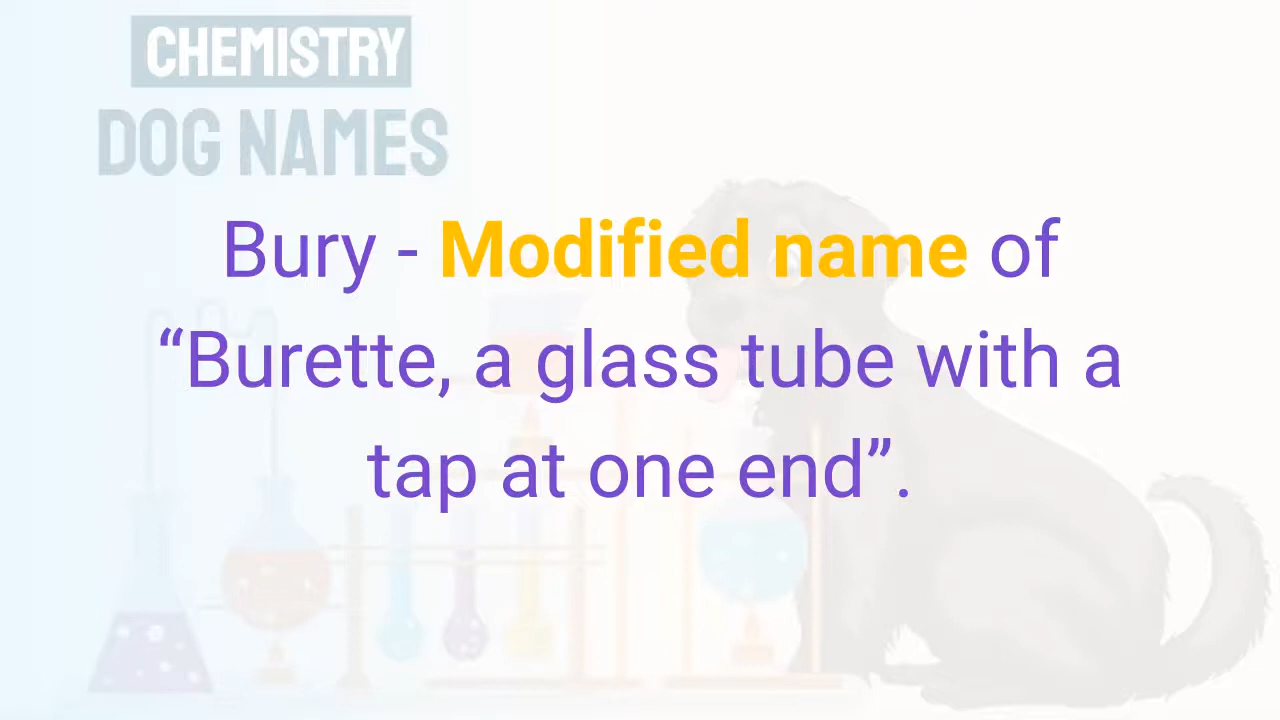 CHEMISTRY
DOG NAMES
Bury - Modified name of
“Burette, a glass tube with a
tap at one end”.